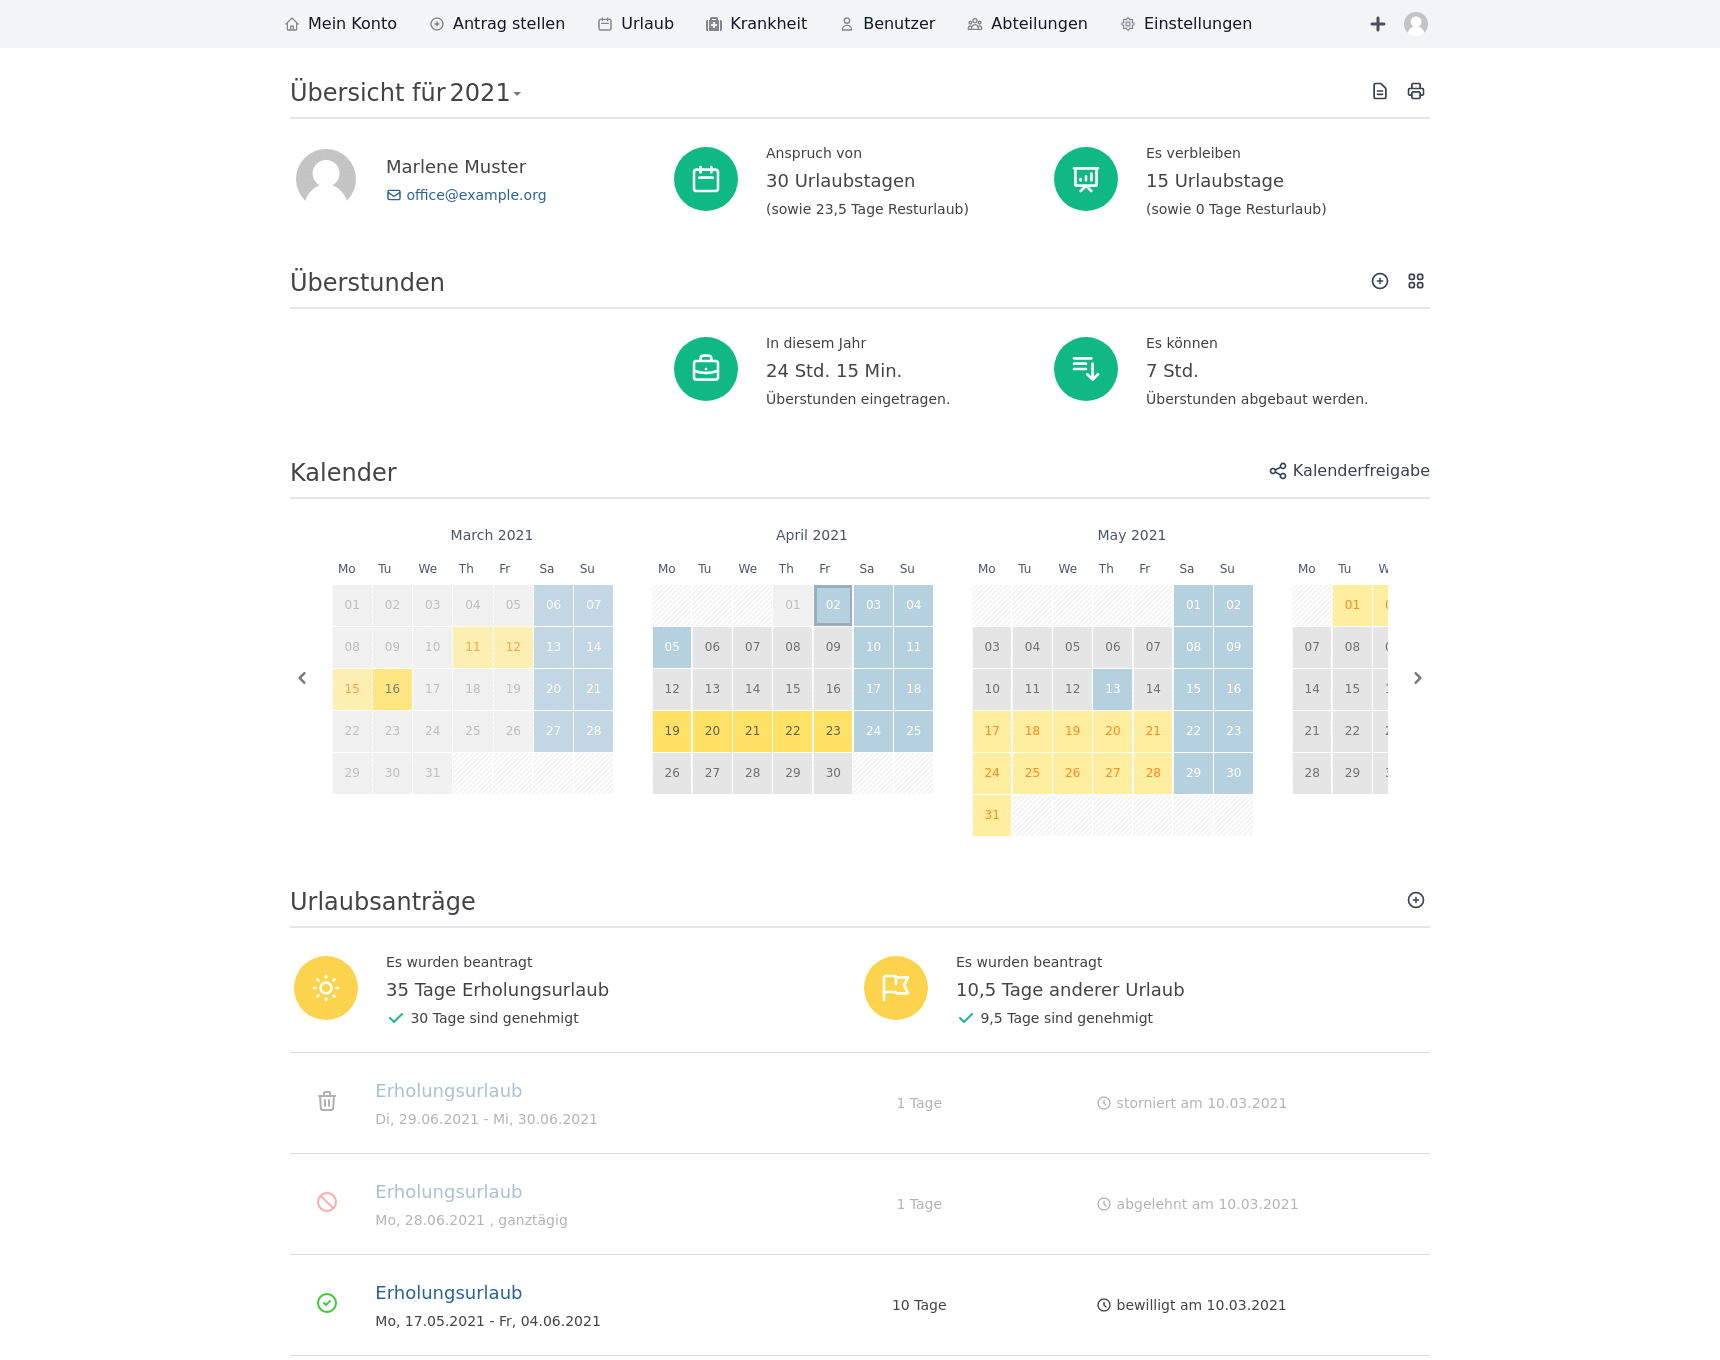 Mein Konto Antrag stellen Urlaub Krankheit Benutzer Abteilungen Einstellungen
Übersicht für 2021
Marlene Muster
office@example.org
Anspruch von
30 Urlaubstagen
(sowie 23,5 Tage Resturlaub)
Es verbleiben
15 Urlaubstage
(sowie 0 Tage Resturlaub)
Überstunden
In diesem Jahr
24 Std. 15 Min.
Überstunden eingetragen.
Es können
7 Std.
Überstunden abgebaut werden.
Kalender
Kalenderfreigabe
March 2021
Mo Tu We Th Fr Sa Su
01 02 03 04 05 06 07
08 09 10 11 12 13 14
15 16 17 18 19 20 21
22 23 24 25 26 27 28
29 30 31
April 2021
Mo Tu We Th Fr Sa Su
01 02 03 04
05 06 07 08 09 10 11
12 13 14 15 16 17 18
19 20 21 22 23 24 25
26 27 28 29 30
May 2021
Mo Tu We Th Fr Sa Su
01 02
03 04 05 06 07 08 09
10 11 12 13 14 15 16
17 18 19 20 21 22 23
24 25 26 27 28 29 30
31
Mo Tu
01
07 08
14 15
21 22
28 29
Urlaubsanträge
Es wurden beantragt
35 Tage Erholungsurlaub
30 Tage sind genehmigt
Es wurden beantragt
10,5 Tage anderer Urlaub
9,5 Tage sind genehmigt
Erholungsurlaub
Di, 29.06.2021 - Mi, 30.06.2021
1 Tage
storniert am 10.03.2021
Erholungsurlaub
Mo, 28.06.2021 , ganztägig
1 Tage
abgelehnt am 10.03.2021
Erholungsurlaub
Mo, 17.05.2021 - Fr, 04.06.2021
10 Tage
bewilligt am 10.03.2021